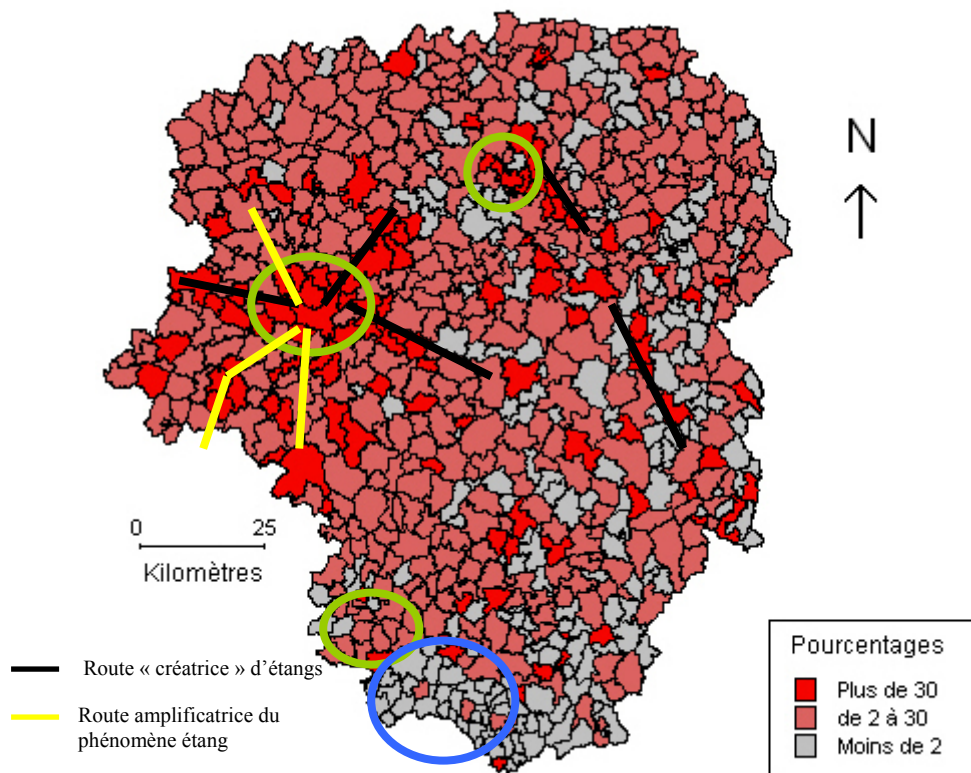 N
0 25
Kilomètres
Route « créatrice » d'étangs
Route amplificatrice du
phénomène étang
Pourcentages
Plus de 30
de 2 à 30
Moins de 2